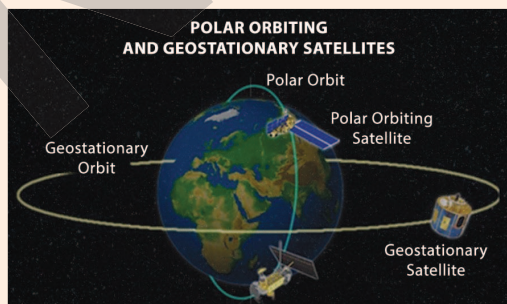 POLAR ORBITING
AND GEOSTATIONARY SATELLITES
Polar Orbit
Polar Orbiting
Satellite
Geostationary
Orbit
Geostationary
Satellite